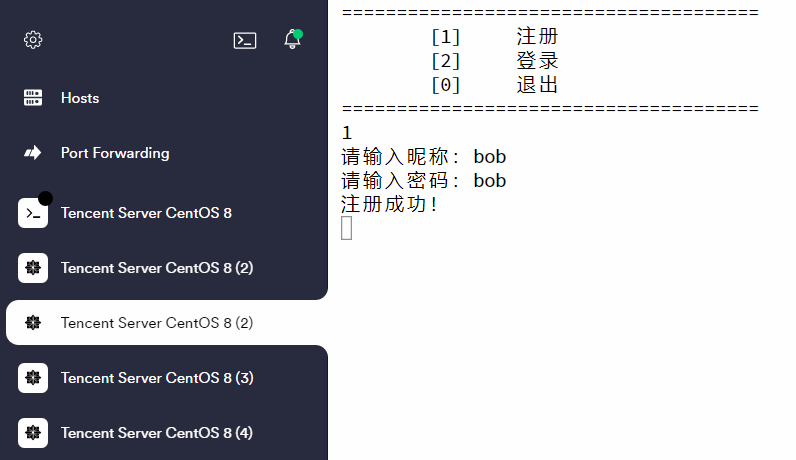 Hosts
Port Forwarding
Tencent Server CentOS 8
Tencent Server CentOS 8 (2)
Tencent Server CentOS 8 (2)
Tencent Server CentOS 8 (3)
Tencent Server CentOS 8 (4)
======================================
[1] 注册
[2] 登录
[0] 退出
======================================
1
请输入昵称: bob
请输入密码: bob
注册成功!